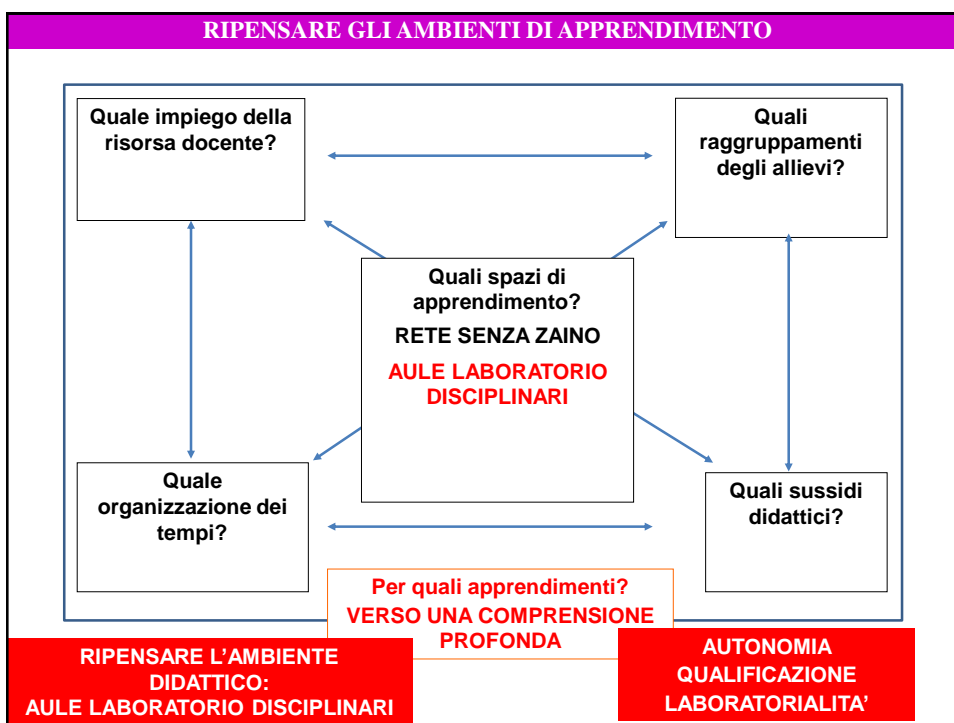 RIPENSARE GLI AMBIENTI DI APPRENDIMENTO
Quale impiego della
risorsa docente?
Quali
raggruppamenti
degli allievi?
Quali spazi di
apprendimento?
RETE SENZA ZAINO
AULE LABORATORIO
DISCIPLINARI
Quale
organizzazione dei
tempi?
Quali sussidi
didattici?
Per quali apprendimenti?
VERSO UNA COMPRENSIONE
PROFONDA
RIPENSARE L’AMBIENTE
DIDATTICO:
AULE LABORATORIO DISCIPLINARI
AUTONOMIA
QUALIFICAZIONE
LABORATORIALITA’